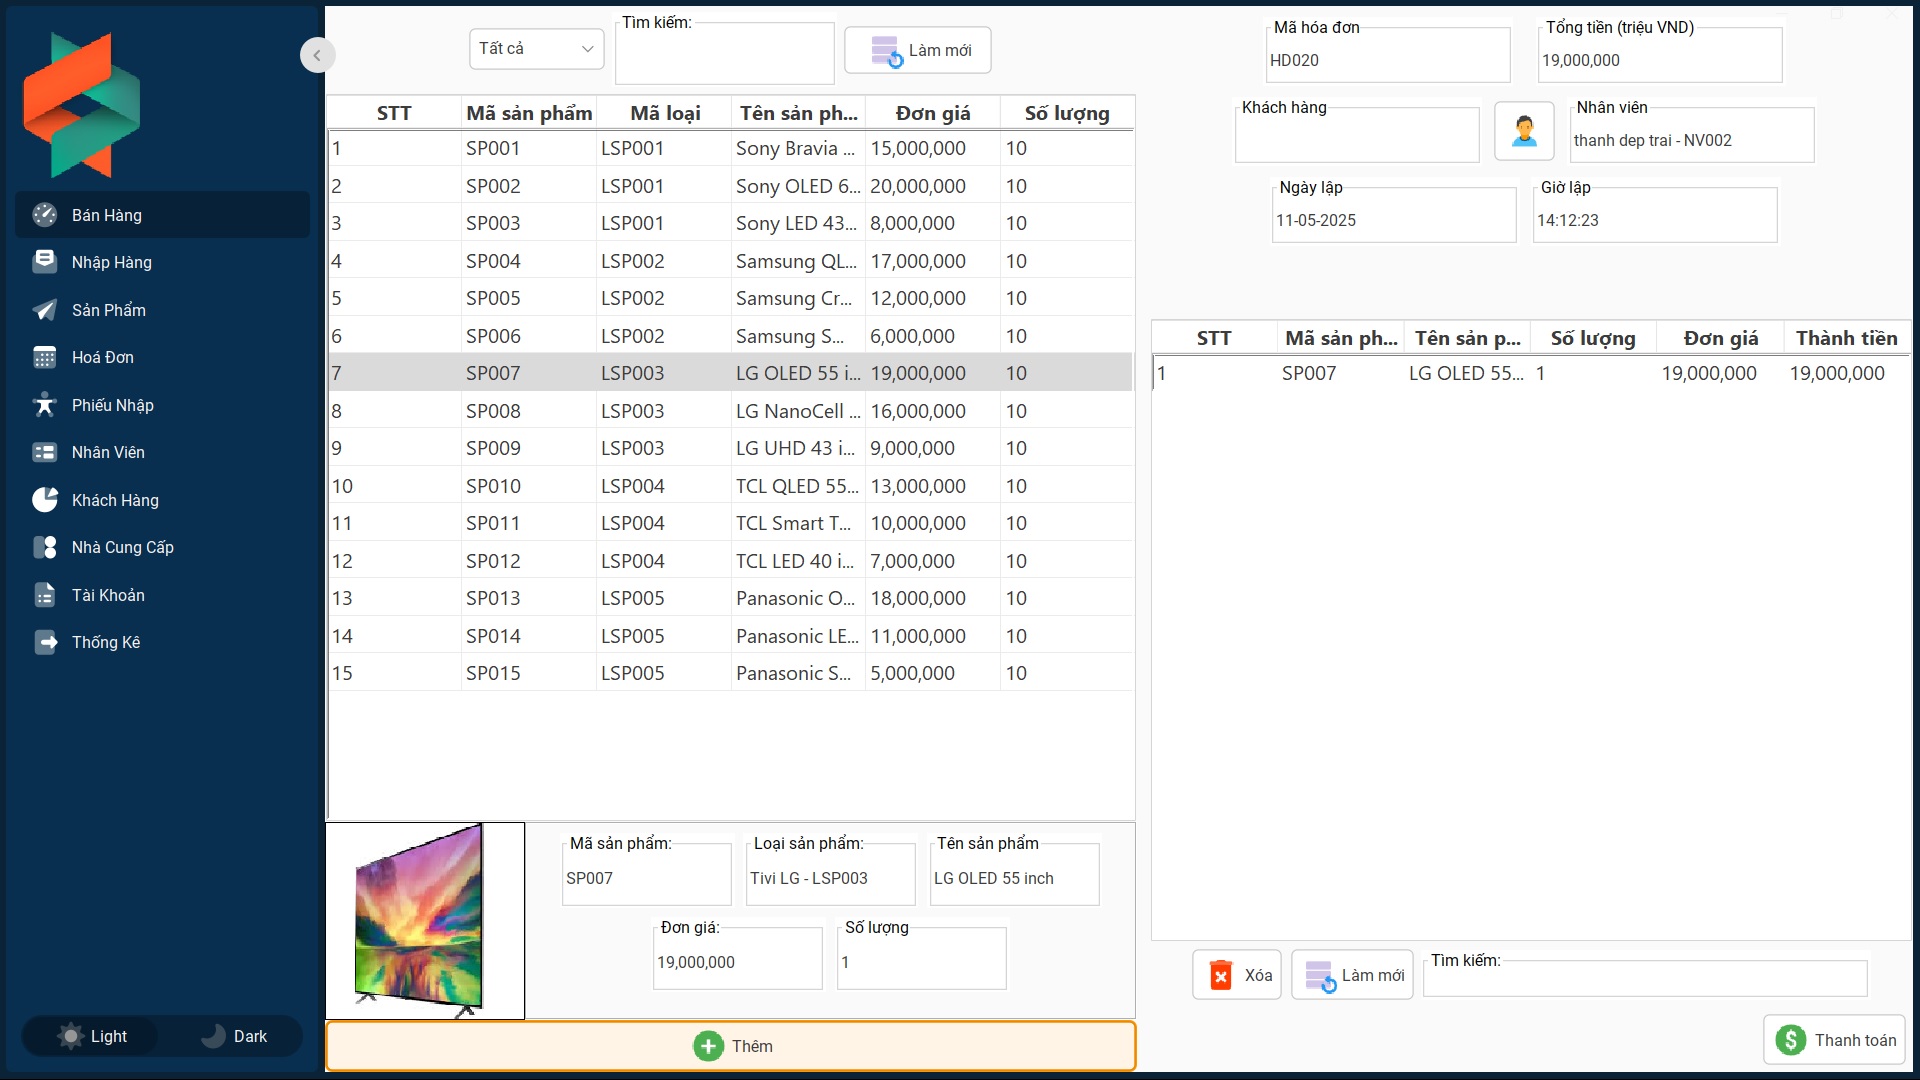 Bán Hàng
Nhập Hàng
Sản Phẩm
Hoá Đơn
Phiếu Nhập
Nhân Viên
Khách Hàng
Nhà Cung Cấp
Tài Khoản
Thống Kê
Light Dark
Tất cả
Tìm kiếm:
Làm mới
STT Mã sản phẩm Mã loại Tên sản ph... Đơn giá Số lượng
1 SP001 LSP001 Sony Bravia ... 15,000,000 10
2 SP002 LSP001 Sony OLED 6... 20,000,000 10
3 SP003 LSP001 Sony LED 43... 8,000,000 10
4 SP004 LSP002 Samsung QL... 17,000,000 10
5 SP005 LSP002 Samsung Cr... 12,000,000 10
6 SP006 LSP002 Samsung S... 6,000,000 10
7 SP007 LSP003 LG OLED 55 i... 19,000,000 10
8 SP008 LSP003 LG NanoCell ... 16,000,000 10
9 SP009 LSP003 LG UHD 43 i... 9,000,000 10
10 SP010 LSP004 TCL QLED 55... 13,000,000 10
11 SP011 LSP004 TCL Smart T... 10,000,000 10
12 SP012 LSP004 TCL LED 40 i... 7,000,000 10
13 SP013 LSP005 Panasonic O... 18,000,000 10
14 SP014 LSP005 Panasonic LE... 11,000,000 10
15 SP015 LSP005 Panasonic S... 5,000,000 10
Mã sản phẩm: Loại sản phẩm: Tên sản phẩm
SP007 Tivi LG - LSP003 LG OLED 55 inch
Đơn giá: Số lượng
19,000,000 1
Thêm
Mã hóa đơn Tổng tiền (triệu VND)
HD020 19,000,000
Khách hàng Nhân viên
thanh dep trai - NV002
Ngày lập Giờ lập
11-05-2025 14:12:23
STT Mã sản ph... Tên sản p... Số lượng Đơn giá Thành tiền
1 SP007 LG OLED 55... 1 19,000,000 19,000,000
Xóa Làm mới Tìm kiếm:
Thanh toán